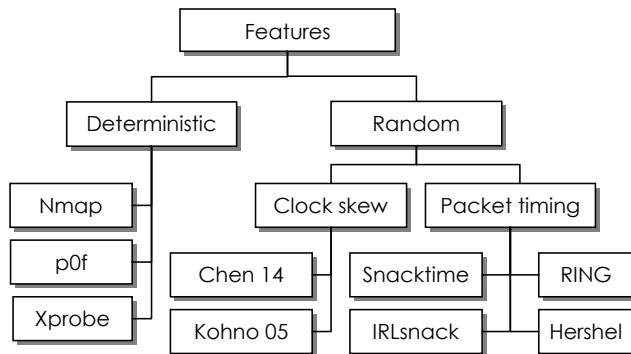 Features
Deterministic
Random
Nmap
Clock skew
Packet timing
p0f
Chen 14
Snacktime
RING
Xprobe
Kohno 05
IRLsnack
Hershel